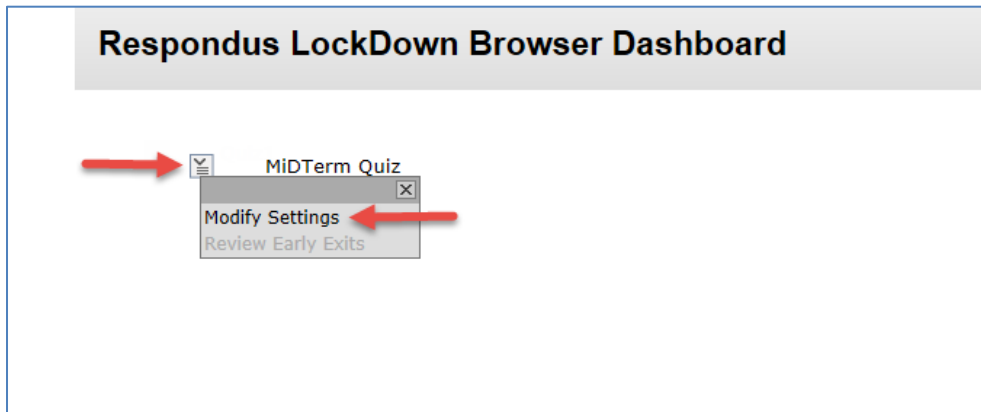 Respondus LockDown Browser Dashboard
MiDTerm Quiz
Modify Settings
Review Early Exits